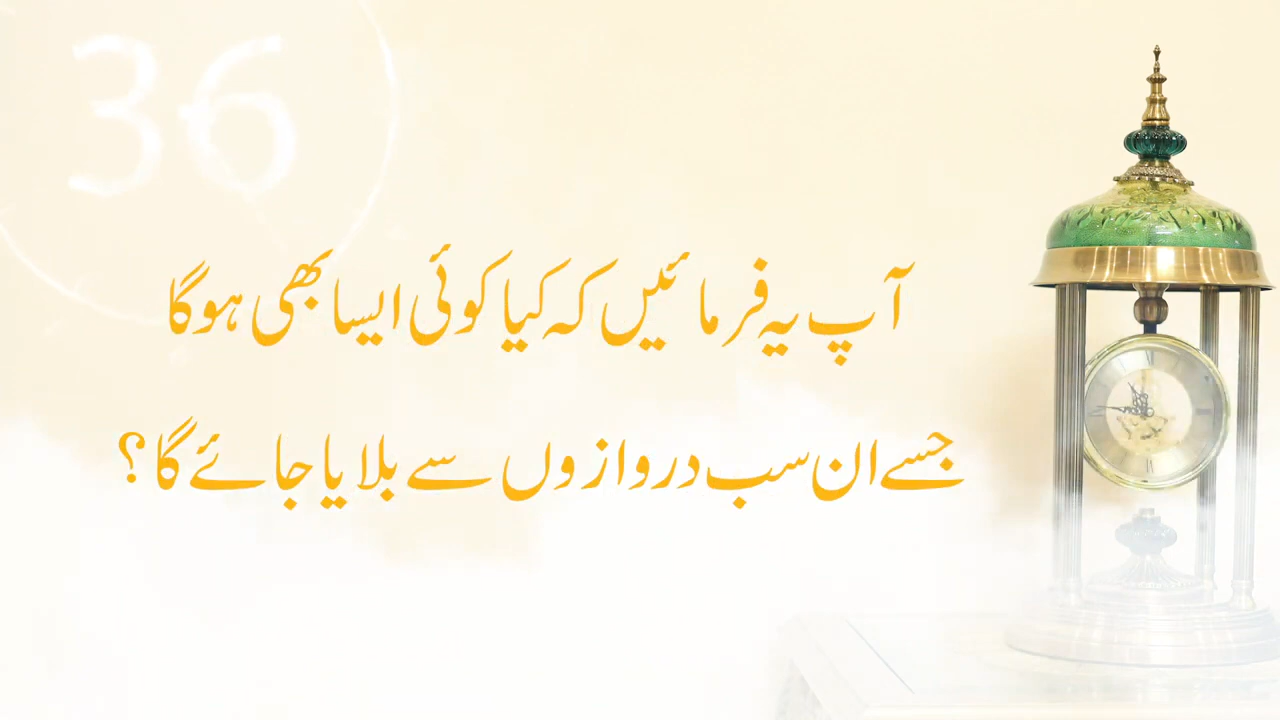 36
آپ یہ فرمائیں کہ کیا کوئی ایسا بھی ہوگا
جسے ان سب دروازوں سے بلایا جائے گا ؟